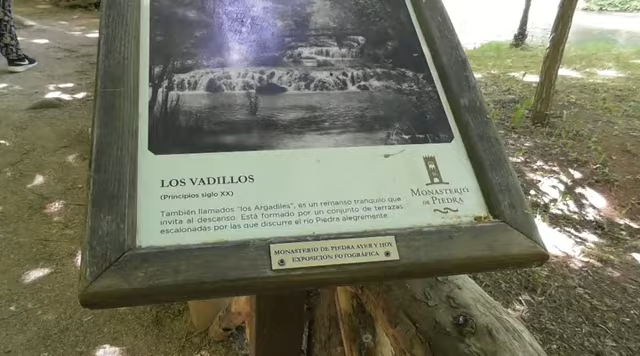 LOS VADILLOS
(Principios siglo XX)
También llamados "los Argadiles", es un remanso tranquilo que
invita al descanso. Está formado por un conjunto de terrazas
escalonadas por las que discurre el río Piedra alegremente.
MONASTERIO
DE PIEDRA
MONASTERIO DE PIEDRA AYER Y HOY
EXPOSICIÓN FOTOGRÁFICA